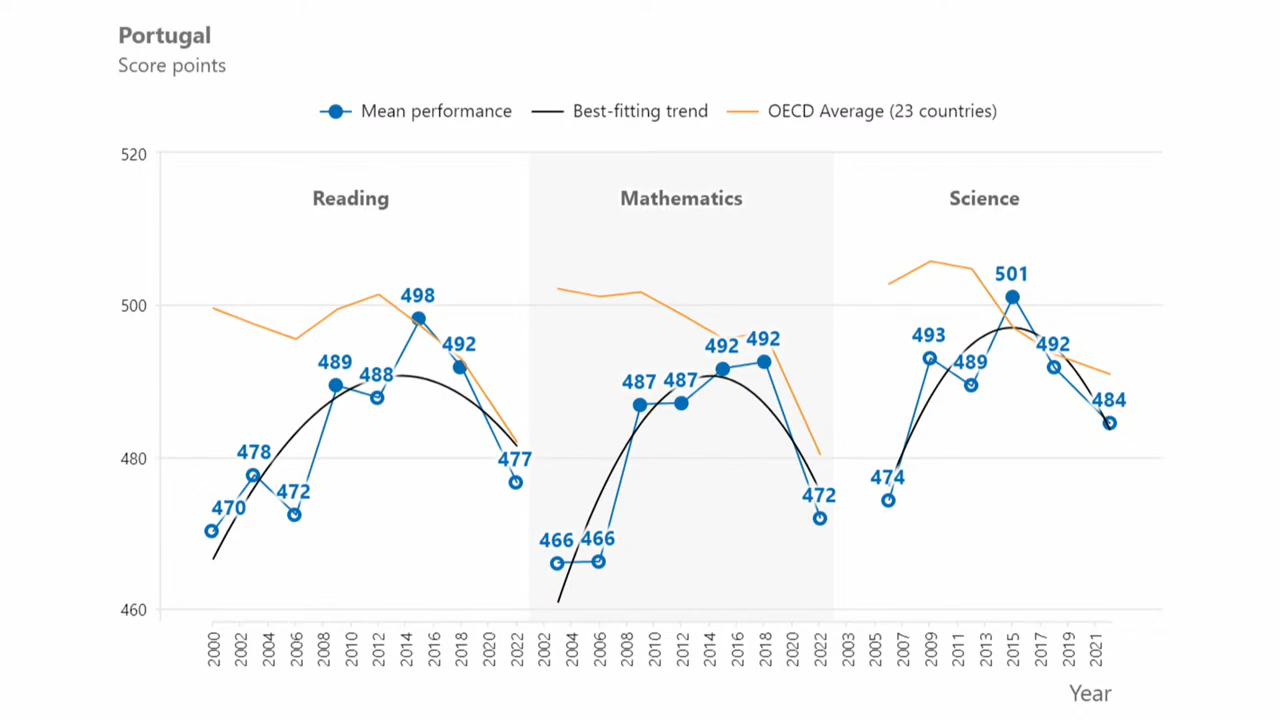 Portugal
Score points
Mean performance Best-fitting trend OECD Average (23 countries)
520
Reading Mathematics Science
500
480
460
470 478 472 489 488 498 492 477
466 466 487 487 492 492 472
474 493 489 501 492 484
2000 2002 2004 2006 2008 2010 2012 2014 2016 2018 2020 2022 2002 2004 2006 2008 2010 2012 2014 2016 2018 2020 2022 2003 2005 2007 2009 2011 2013 2015 2017 2019 2021
Year